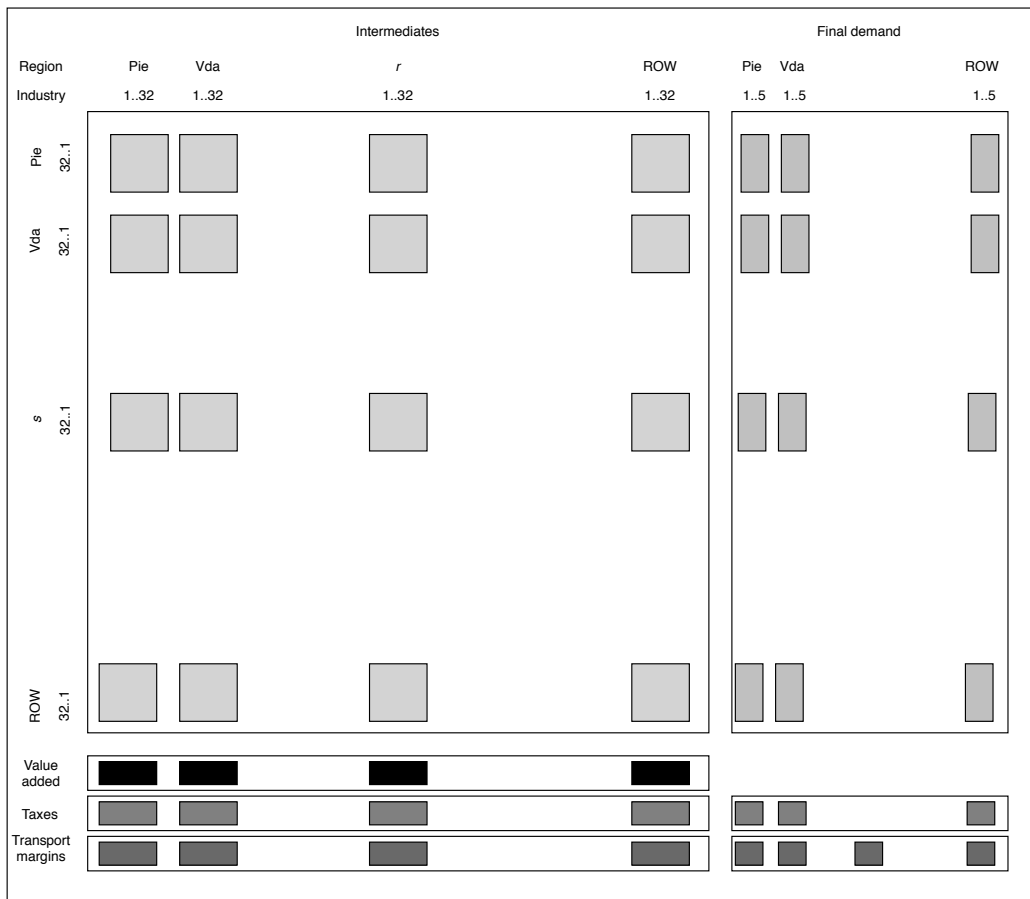 Intermediates Final demand
Region Pie Vda r ROW Pie Vda ROW
Industry 1..32 1..32 1..32 1..32 1..5 1..5 1..5
Pie 32..1
Vda 32..1
s 32..1
ROW 32..1
Value
added
Taxes
Transport
margins